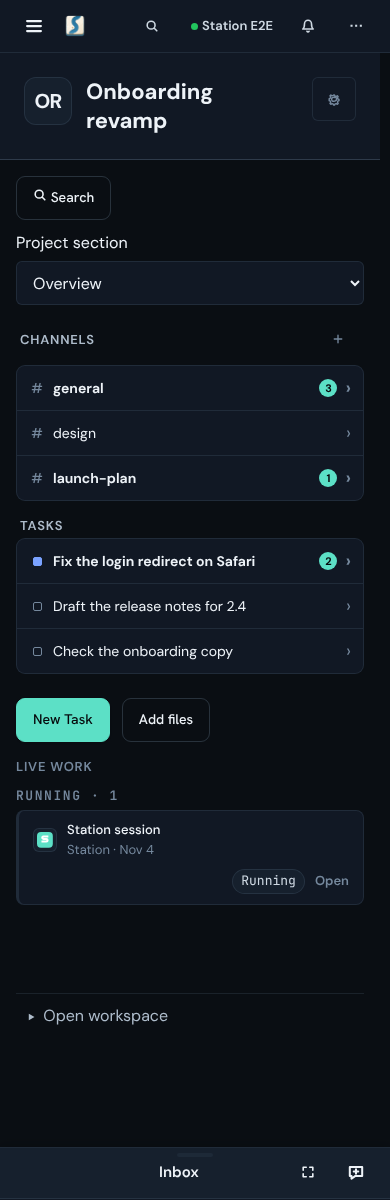 Station E2E
OR
Onboarding
revamp
Search
Project section
Overview
CHANNELS
+
# general 3 ›
# design ›
# launch-plan 1 ›
TASKS
Fix the login redirect on Safari 2 ›
Draft the release notes for 2.4 ›
Check the onboarding copy ›
New Task
Add files
LIVE WORK
RUNNING · 1
S
Station session
Station · Nov 4
Running
Open
Open workspace
Inbox